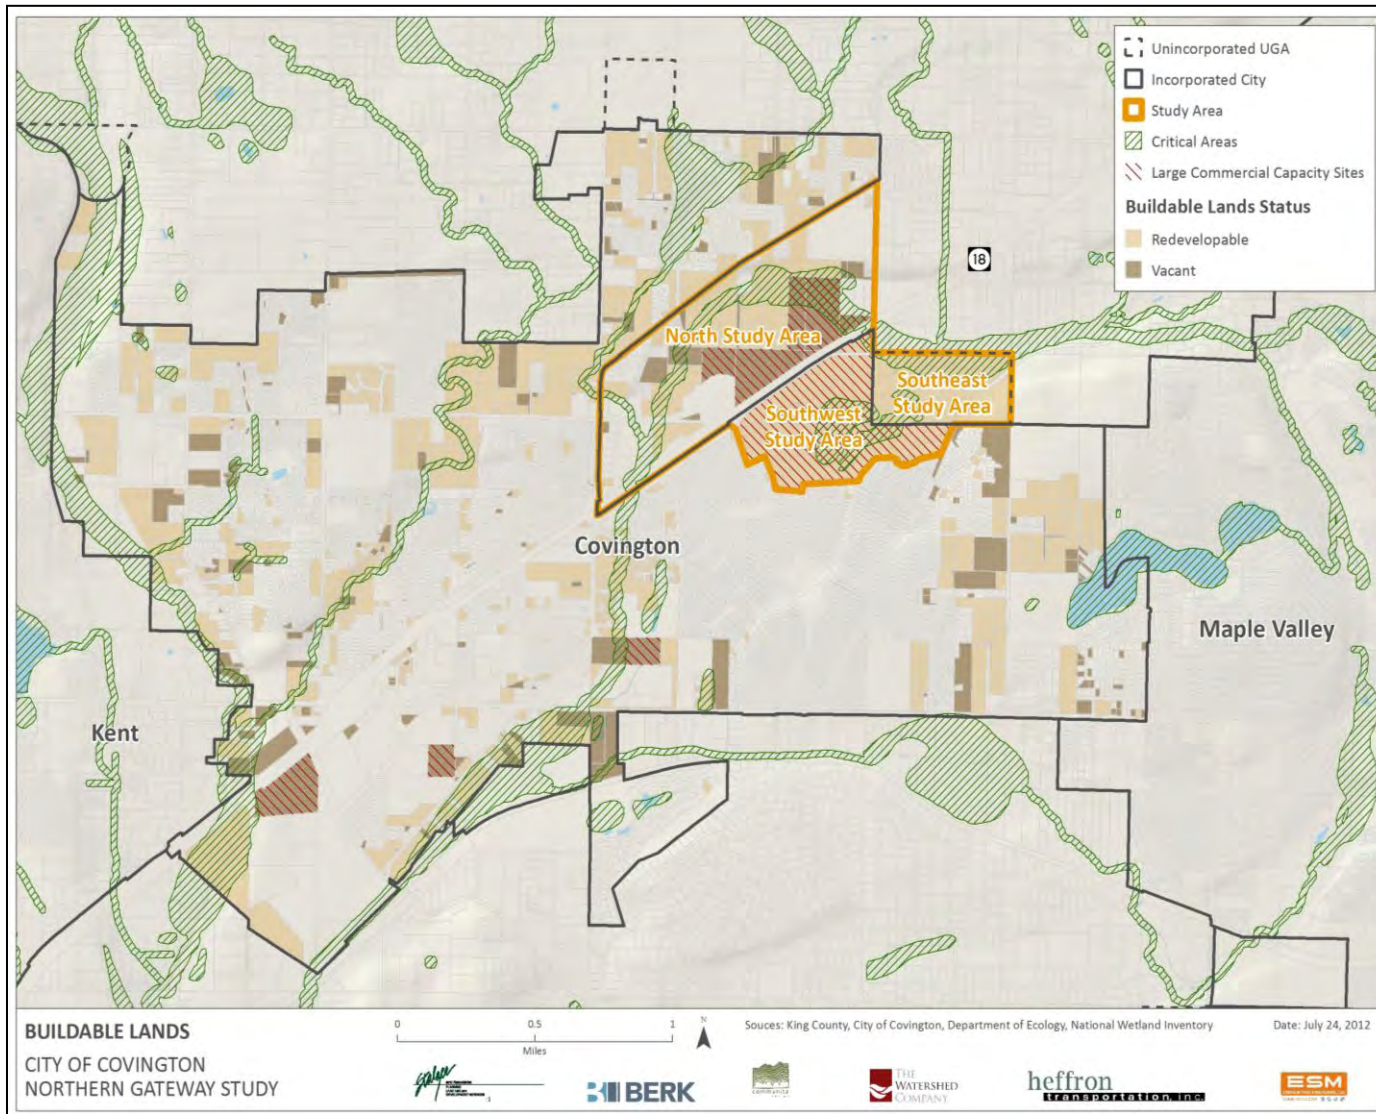 Unincorporated UGA
Incorporated City
Study Area
Critical Areas
Large Commercial Capacity Sites
Buildable Lands Status
Redevelopable
Vacant
18
North Study Area
Southeast
Study Area
Southwest
Study Area
Covington
Maple Valley
Kent
BUILDABLE LANDS
CITY OF COVINGTON
NORTHERN GATEWAY STUDY
0 0.5 1
Miles
N
Souces: King County, City of Covington, Department of Ecology, National Wetland Inventory
Date: July 24, 2012
BERK
THE
WATERSHED
COMPANY
heffron
transportation, inc.
ESM